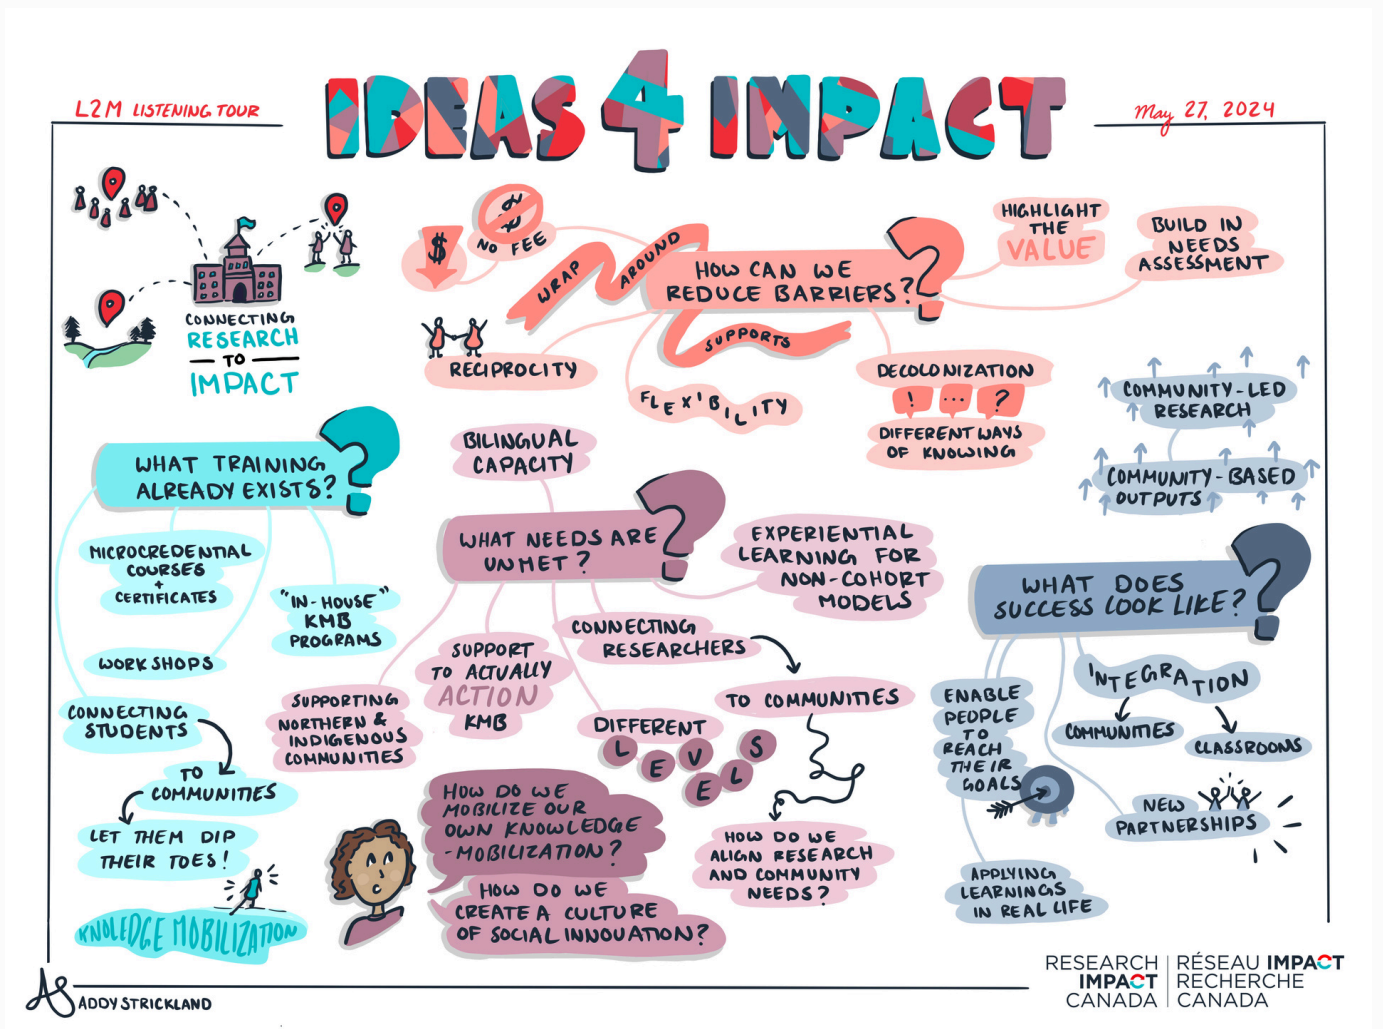 L2M LISTENING TOUR
IDEAS 4 IMPACT
May 27, 2024
CONNECTING
RESEARCH
TO
IMPACT
$
$
NO FEE
WRAP
AROUND
SUPPORTS
HOW CAN WE
REDUCE BARRIERS?
HIGHLIGHT
THE
VALUE
BUILD IN
NEEDS
ASSESSMENT
RECIPROCITY
FLEXIBILITY
DECOLONIZATION
! ... ?
DIFFERENT WAYS
OF KNOWING
COMMUNITY-LED
RESEARCH
COMMUNITY-BASED
OUTPUTS
WHAT TRAINING
ALREADY EXISTS?
MICROCREDENTIAL
COURSES
+
CERTIFICATES
"IN-HOUSE"
KMB
PROGRAMS
WORKSHOPS
CONNECTING
STUDENTS
TO
COMMUNITIES
LET THEM DIP
THEIR TOES!
KNOLEDGE MOBILIZATION
BILINGUAL
CAPACITY
WHAT NEEDS ARE
UNMET?
EXPERIENTIAL
LEARNING FOR
NON-COHORT
MODELS
SUPPORTING
NORTHERN &
INDIGENOUS
COMMUNITIES
SUPPORT
TO ACTUALLY
ACTION
KMB
CONNECTING
RESEARCHERS
TO COMMUNITIES
DIFFERENT
LEVELS
HOW DO WE
ALIGN RESEARCH
AND COMMUNITY
NEEDS?
HOW DO WE
MOBILIZE OUR
OWN KNOWLEDGE
-MOBILIZATION?
HOW DO WE
CREATE A CULTURE
OF SOCIAL INNOVATION?
WHAT DOES
SUCCESS LOOK LIKE?
ENABLE
PEOPLE
TO
REACH
THEIR
GOALS
INTEGRATION
COMMUNITIES
CLASSROOMS
NEW
PARTNERSHIPS
APPLYING
LEARNINGS
IN REAL LIFE
AS
ADDY STRICKLAND
RESEARCH
IMPACT
CANADA
RÉSEAU IMPACT
RECHERCHE
CANADA